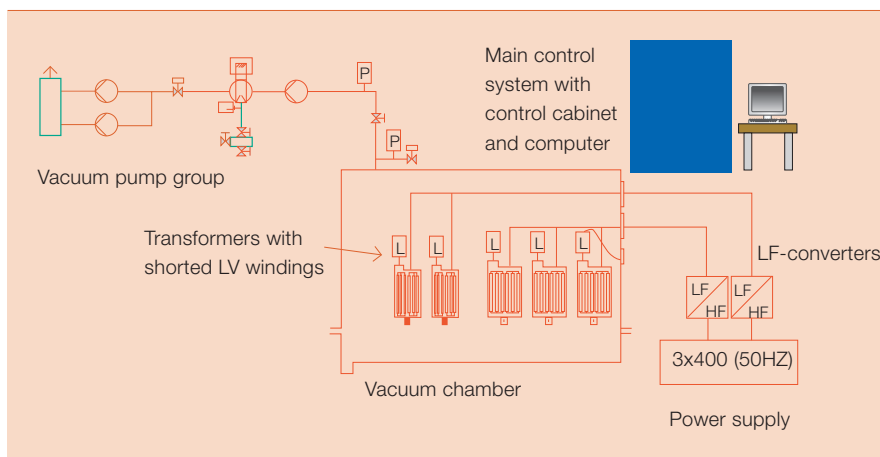 P
Main control
system with
control cabinet
and computer
P
Vacuum pump group
Transformers with
shorted LV windings
L
L
L
L
L
LF-converters
LF
HF
LF
HF
3x400 (50HZ)
Vacuum chamber
Power supply